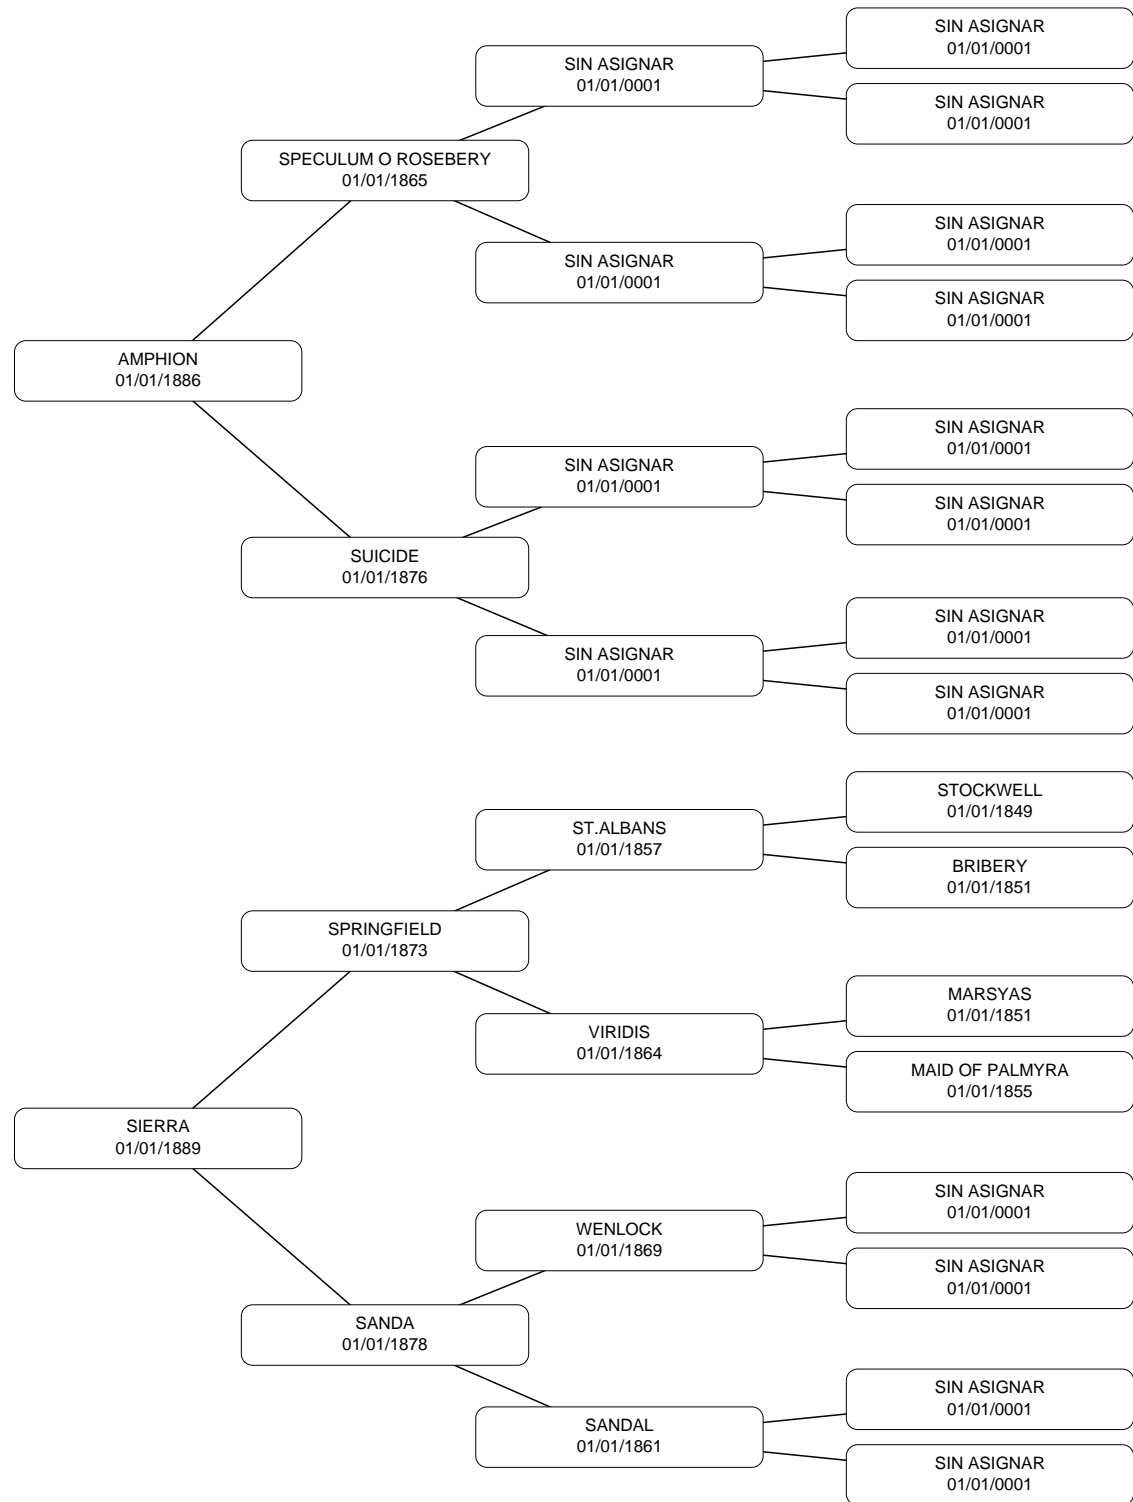 SIN ASIGNAR
01/01/0001
SIN ASIGNAR
01/01/0001
SIN ASIGNAR
01/01/0001
SPECULUM O ROSEBERY
01/01/1865
SIN ASIGNAR
01/01/0001
SIN ASIGNAR
01/01/0001
SIN ASIGNAR
01/01/0001
AMPHION
01/01/1886
SIN ASIGNAR
01/01/0001
SIN ASIGNAR
01/01/0001
SIN ASIGNAR
01/01/0001
SUICIDE
01/01/1876
SIN ASIGNAR
01/01/0001
SIN ASIGNAR
01/01/0001
SIN ASIGNAR
01/01/0001
STOCKWELL
01/01/1849
ST.ALBANS
01/01/1857
BRIBERY
01/01/1851
SPRINGFIELD
01/01/1873
MARSYAS
01/01/1851
VIRIDIS
01/01/1864
MAID OF PALMYRA
01/01/1855
SIERRA
01/01/1889
SIN ASIGNAR
01/01/0001
WENLOCK
01/01/1869
SIN ASIGNAR
01/01/0001
SANDA
01/01/1878
SIN ASIGNAR
01/01/0001
SANDAL
01/01/1861
SIN ASIGNAR
01/01/0001